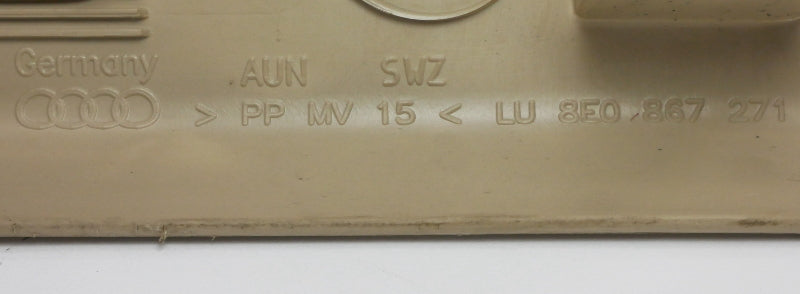 Germany AUN SWZ
> PP MV 15 < LU 8E0 867 271